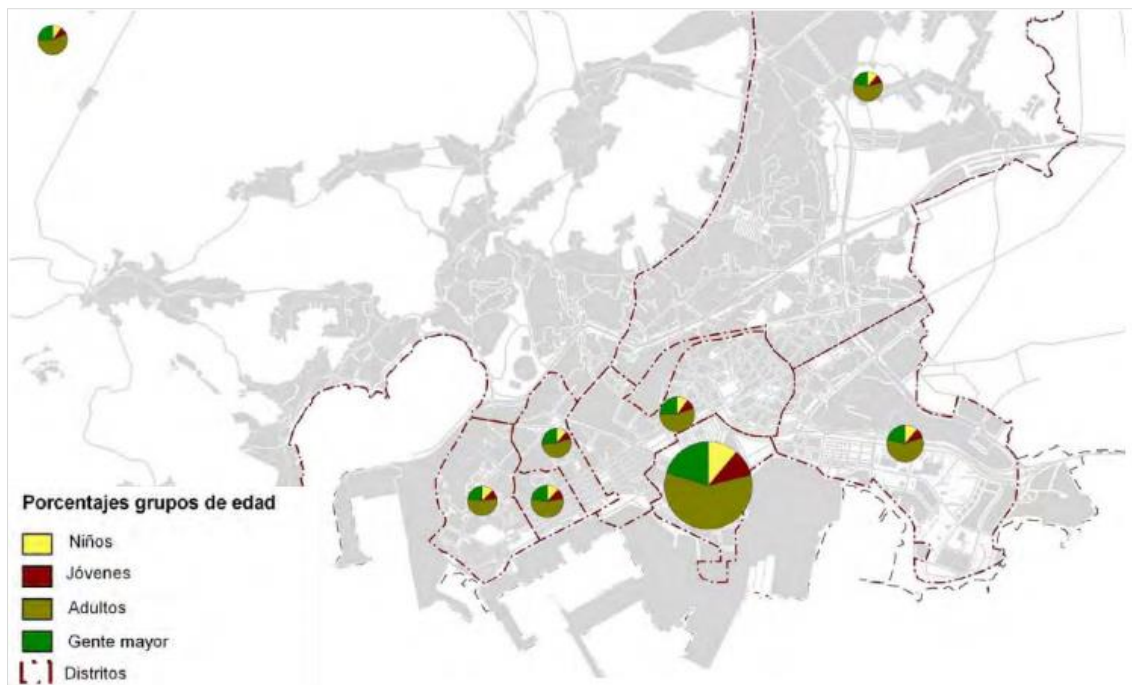 Porcentajes grupos de edad
Niños
Jóvenes
Adultos
Gente mayor
Distritos